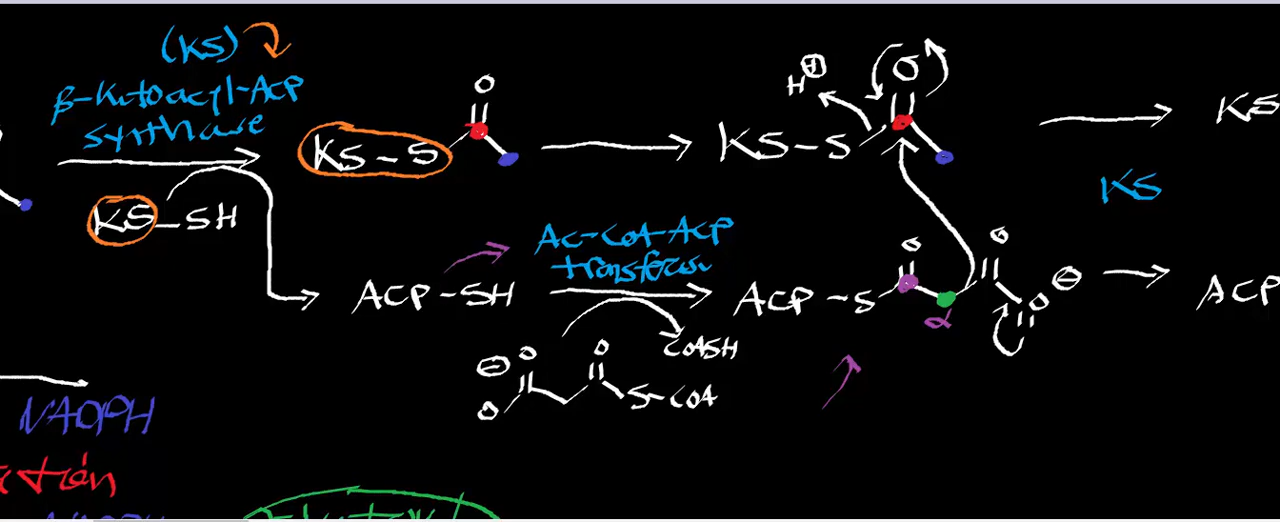 (KS)
β-Ketoacyl-ACP
synthase
KS-SH
KS-S
O
H⊕
KS-S
O
KS
KS
ACP-SH
Ac-CoA-ACP
transferase
CoASH
⊖
O
O
O
S-CoA
ACP-S
O
α
O
O
⊖
ACP
NADPH
ction